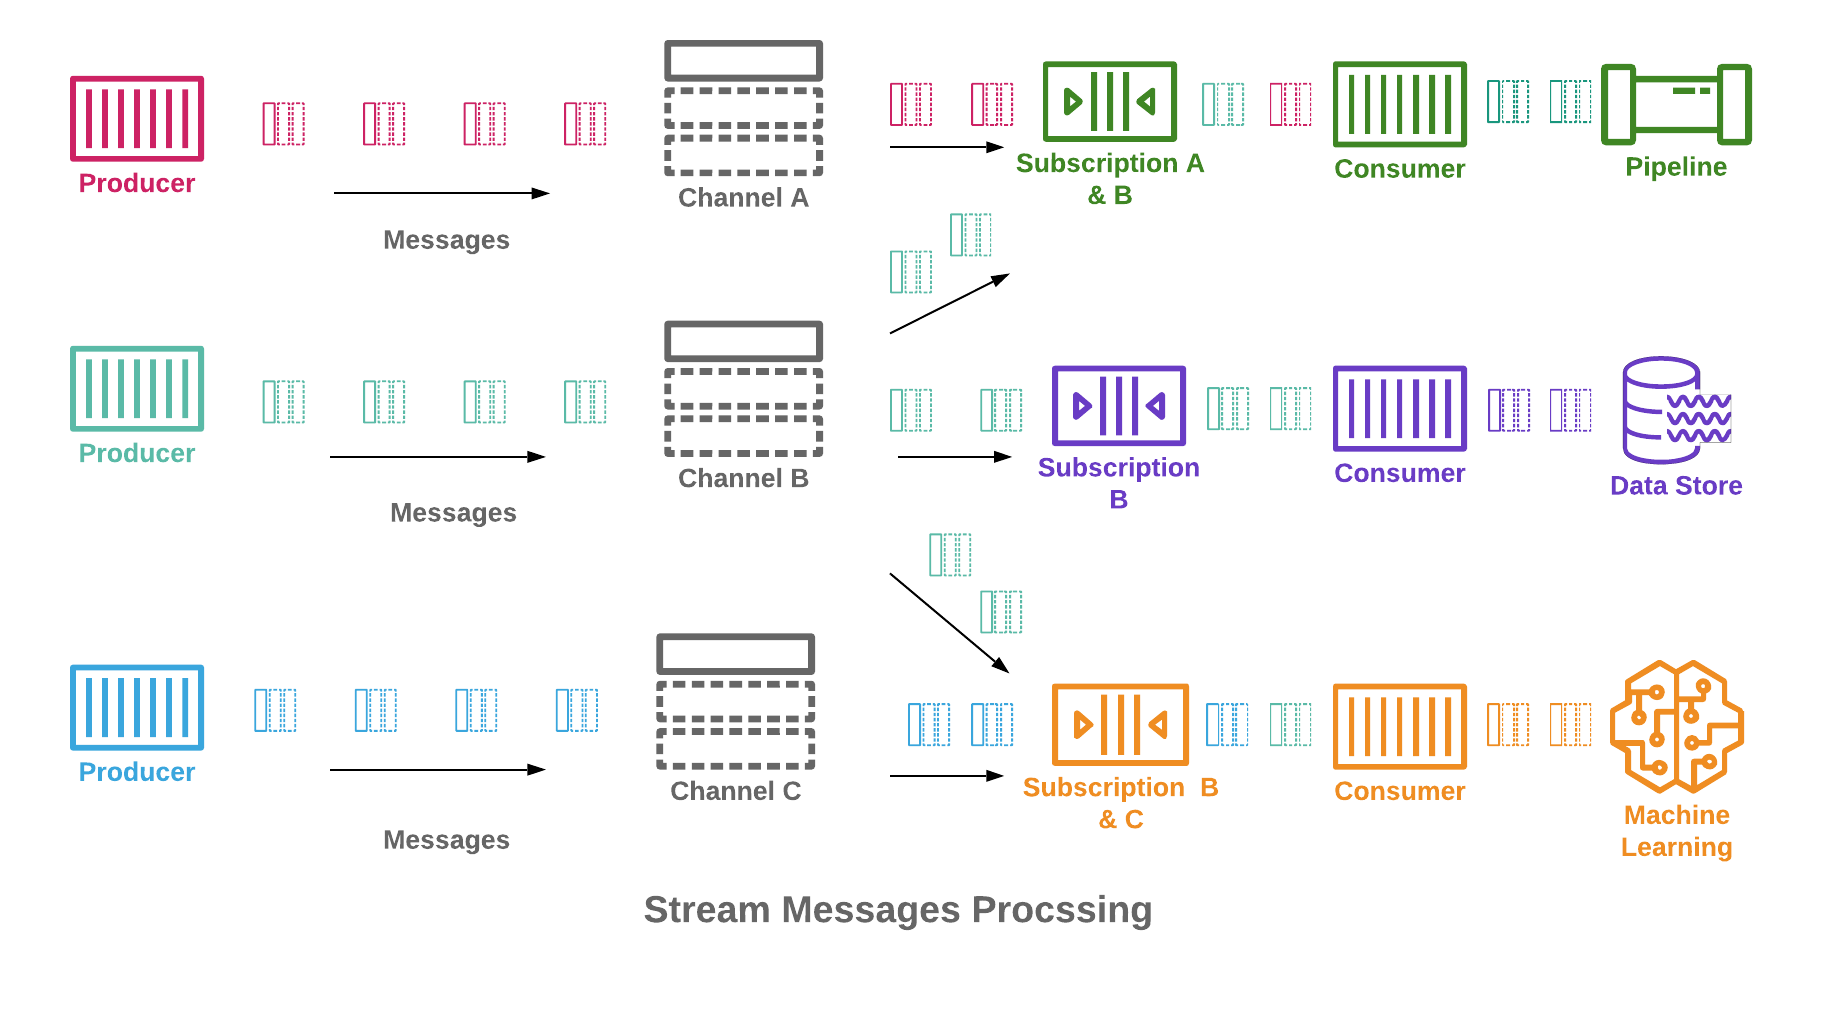 Producer
Messages
Channel A
Subscription A
& B
Consumer
Pipeline
Producer
Messages
Channel B
Subscription
B
Consumer
Data Store
Producer
Messages
Channel C
Subscription  B
& C
Consumer
Machine
Learning
Stream Messages Procssing